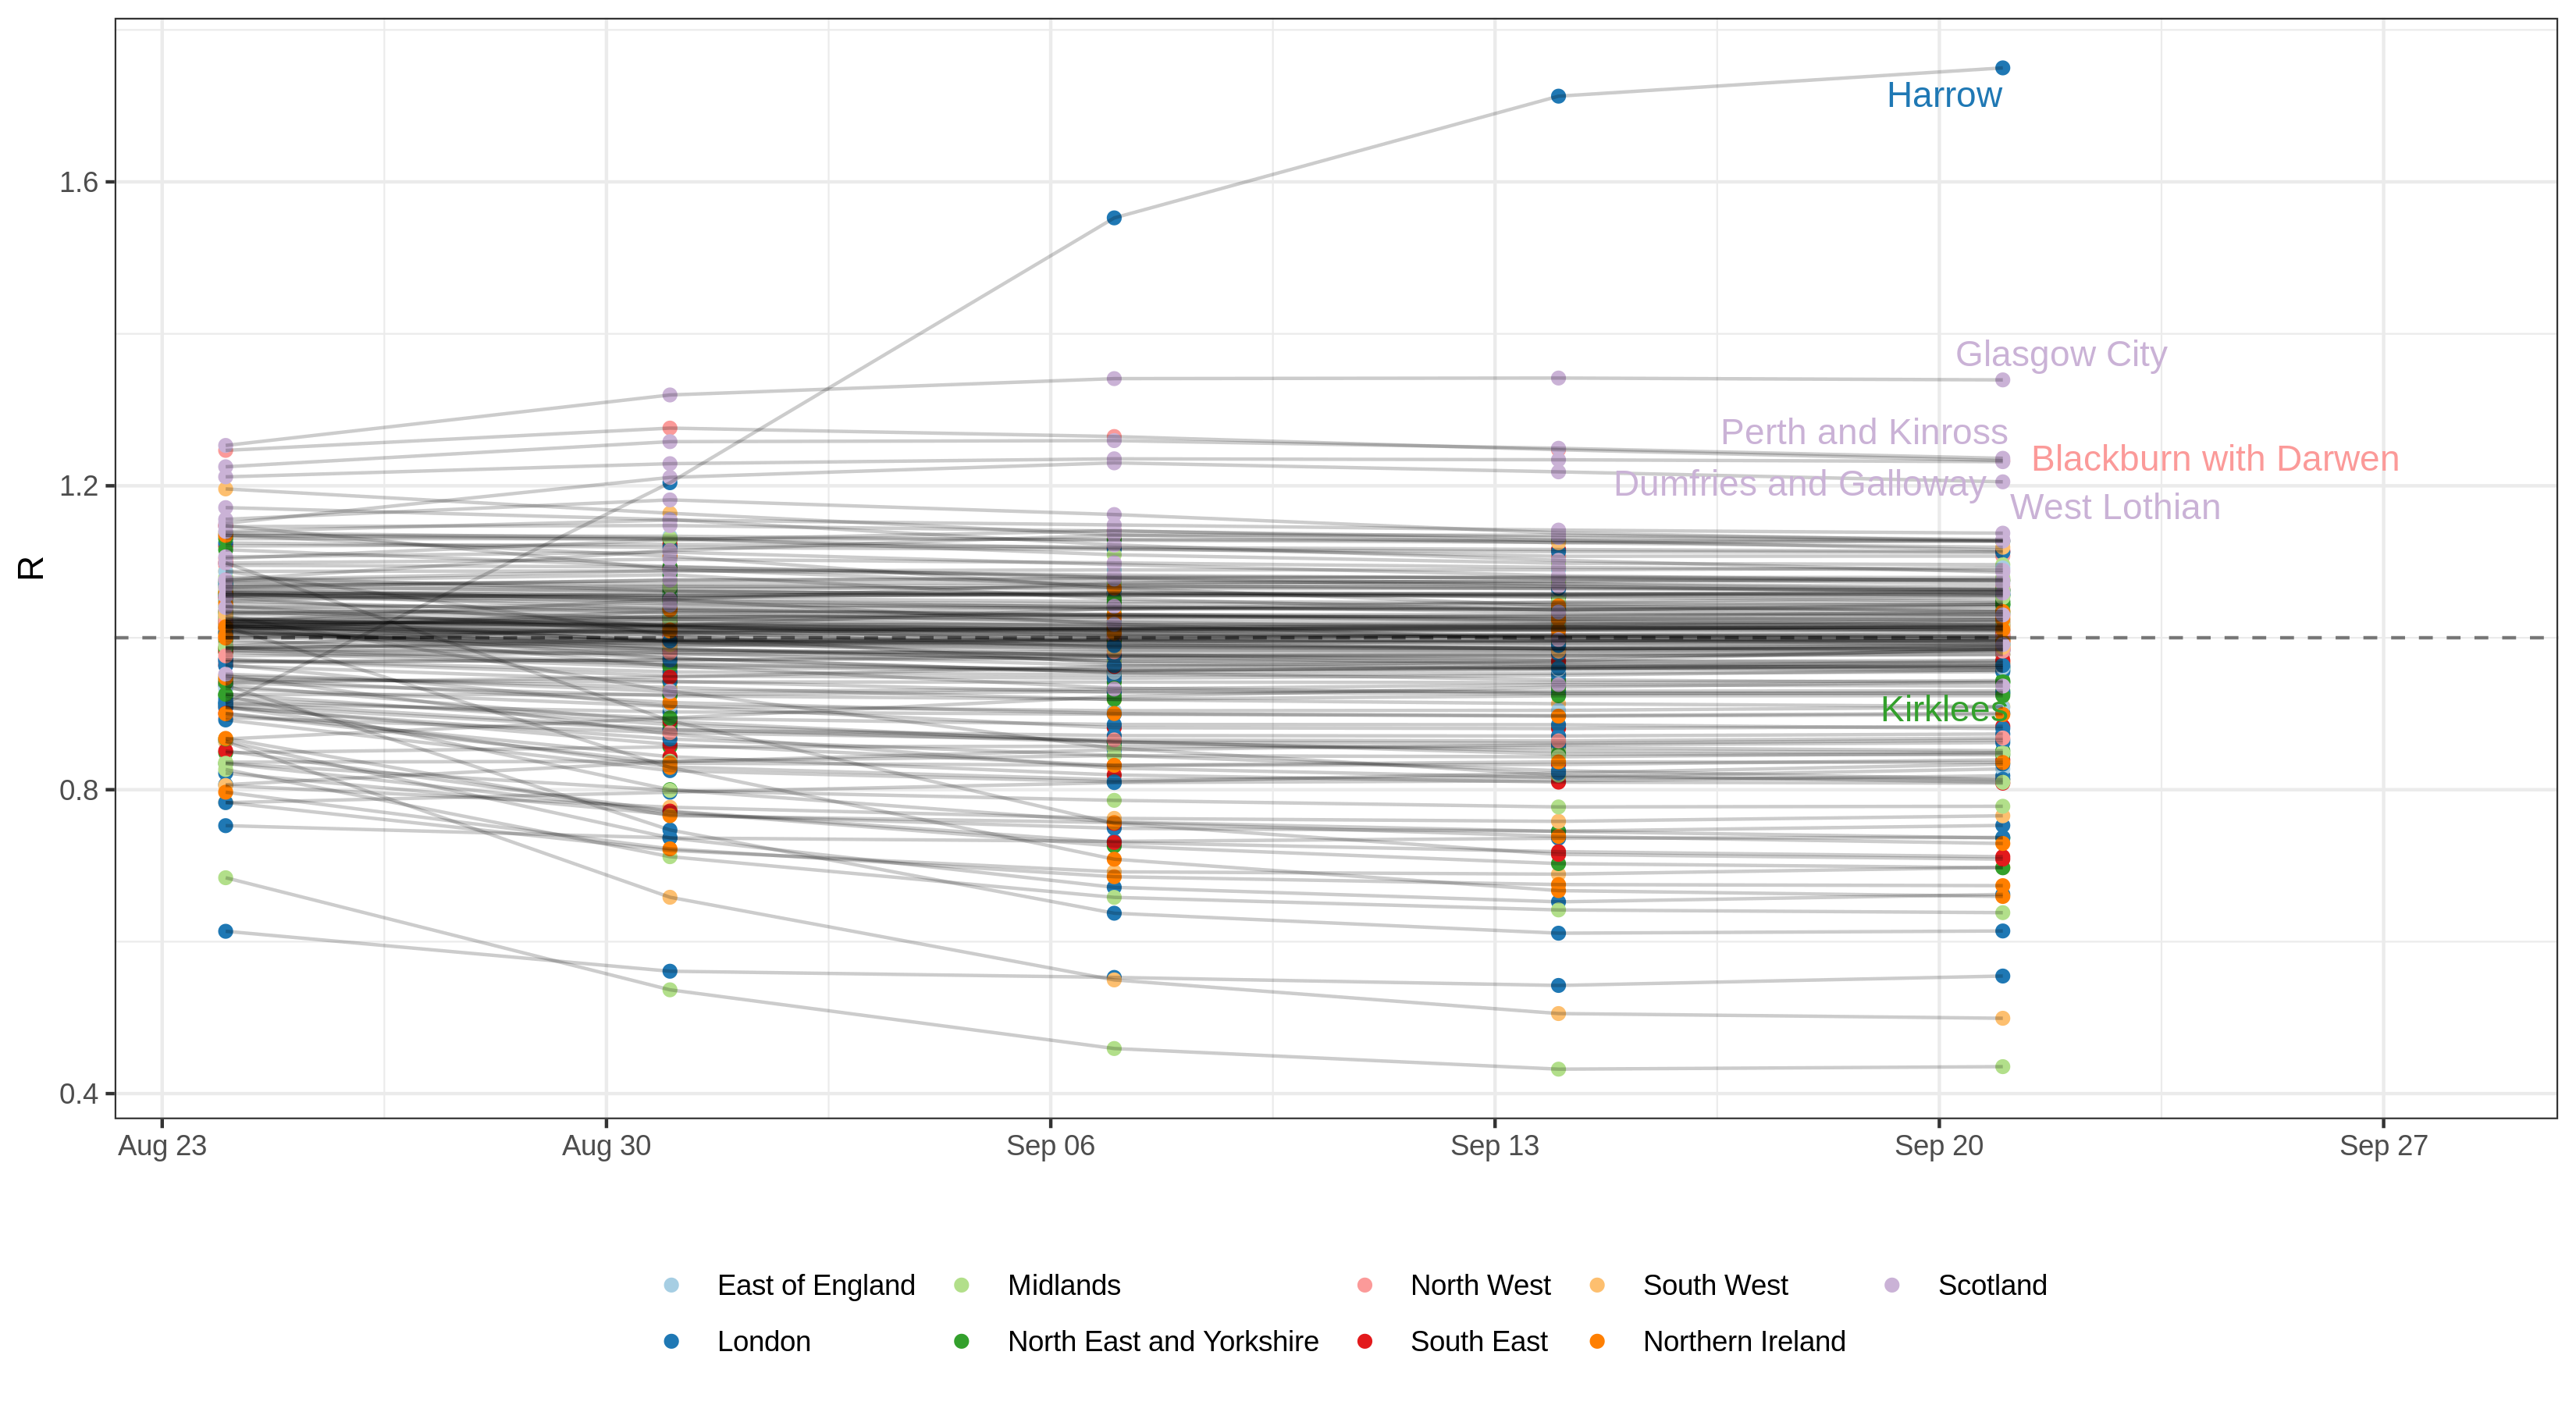 Harrow
1.6
Glasgow City
Perth and Kinross
Blackburn with Darwen
1.2
Dumfries and Galloway
West Lothian
R
Kirklees
0.8
0.4
Aug 23 Aug 30 Sep 06 Sep 13 Sep 20 Sep 27
East of England Midlands North West South West Scotland
London North East and Yorkshire South East Northern Ireland